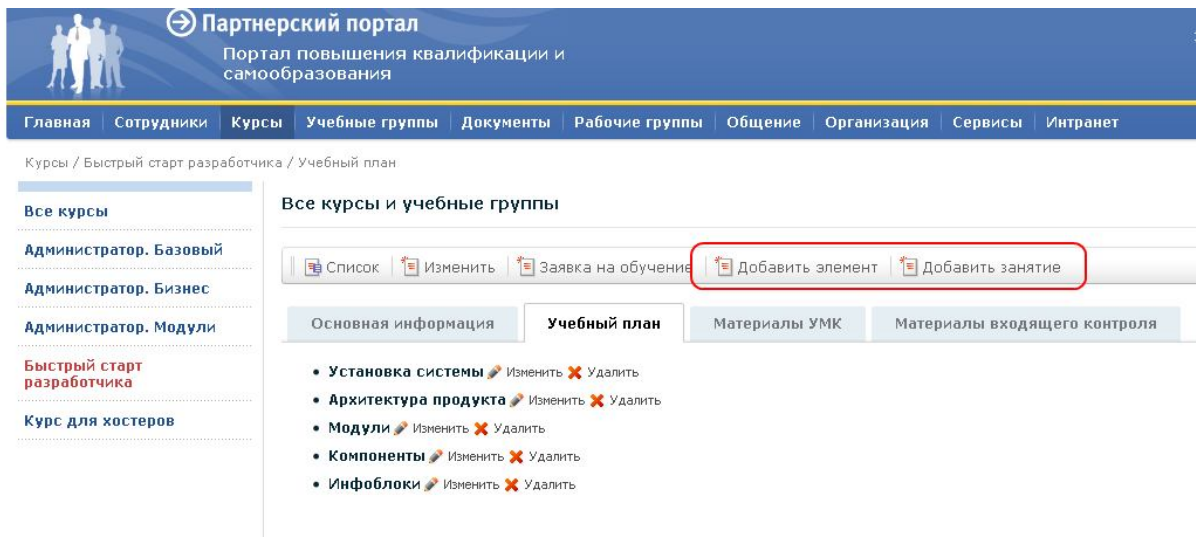 Партнерский портал
Портал повышения квалификации и
самообразования
Главная Сотрудники Курсы Учебные группы Документы Рабочие группы Общение Организация Сервисы Интранет
Курсы / Быстрый старт разработчика / Учебный план
Все курсы
Администратор. Базовый
Администратор. Бизнес
Администратор. Модули
Быстрый старт
разработчика
Курс для хостеров
Все курсы и учебные группы
Список Изменить Заявка на обучение Добавить элемент Добавить занятие
Основная информация Учебный план Материалы УМК Материалы входящего контроля
• Установка системы Изменить Удалить
• Архитектура продукта Изменить Удалить
• Модули Изменить Удалить
• Компоненты Изменить Удалить
• Инфоблоки Изменить Удалить